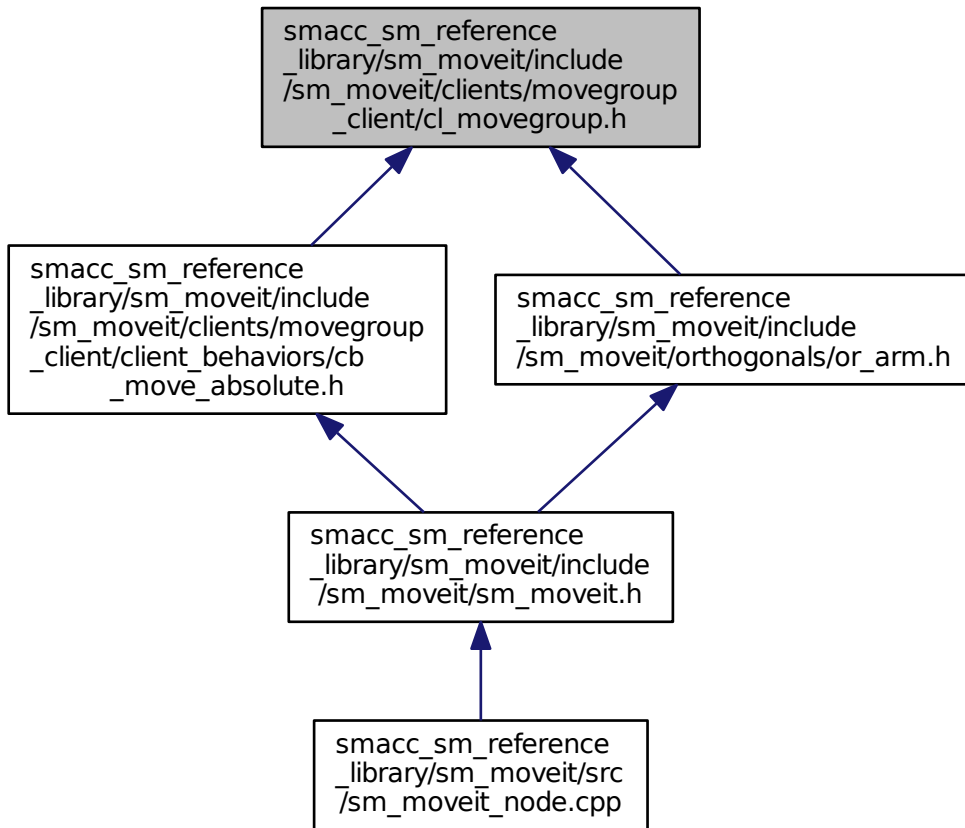 smacc_sm_reference
_library/sm_moveit/include
/sm_moveit/clients/movegroup
_client/cl_movegroup.h
smacc_sm_reference
_library/sm_moveit/include
/sm_moveit/clients/movegroup
_client/client_behaviors/cb
_move_absolute.h
smacc_sm_reference
_library/sm_moveit/include
/sm_moveit/orthogonals/or_arm.h
smacc_sm_reference
_library/sm_moveit/include
/sm_moveit/sm_moveit.h
smacc_sm_reference
_library/sm_moveit/src
/sm_moveit_node.cpp